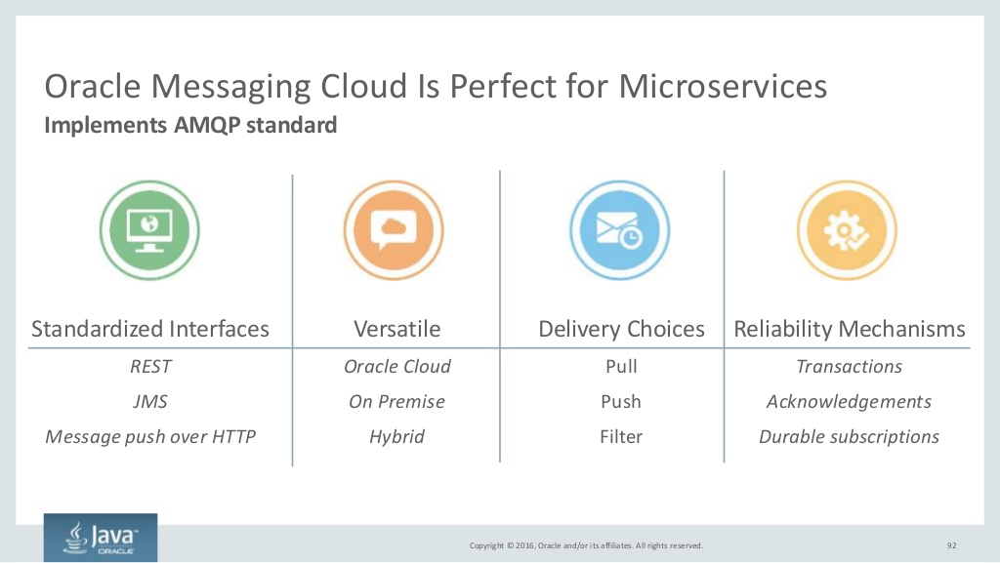 Oracle Messaging Cloud Is Perfect for Microservices
Implements AMQP standard
Standardized Interfaces
REST
JMS
Message push over HTTP
Versatile
Oracle Cloud
On Premise
Hybrid
Delivery Choices
Pull
Push
Filter
Reliability Mechanisms
Transactions
Acknowledgements
Durable subscriptions
Java™
ORACLE
Copyright © 2016, Oracle and/or its affiliates. All rights reserved.
92